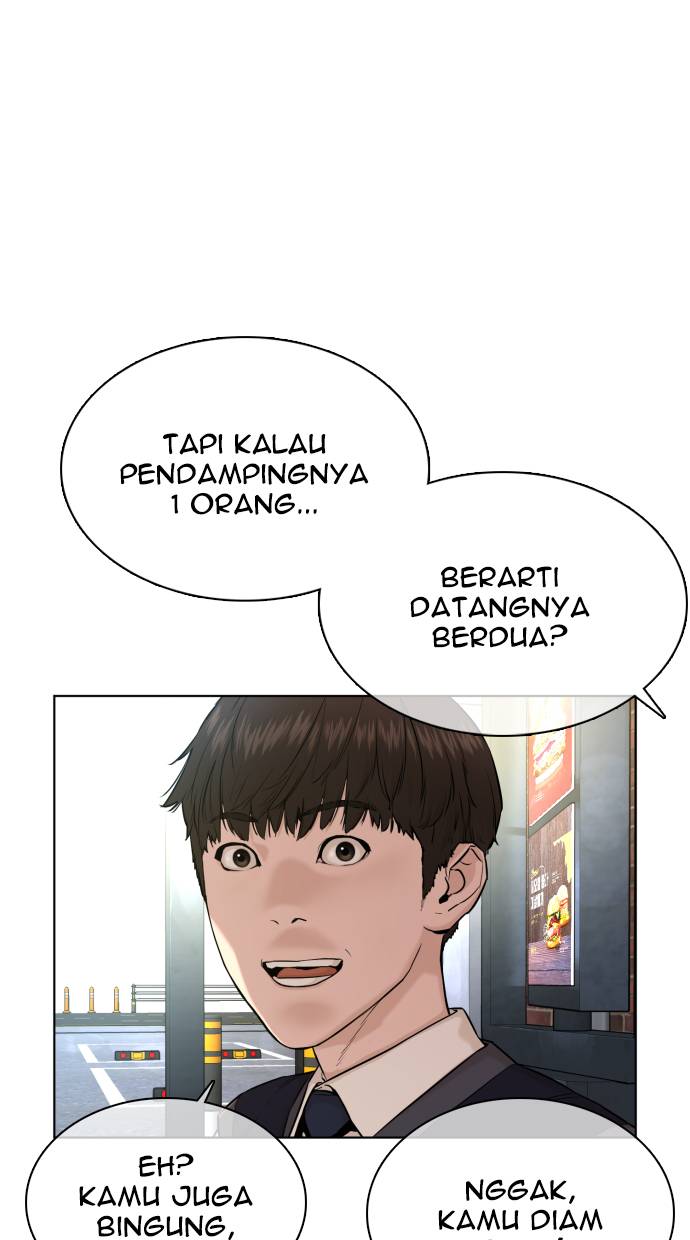 TAPI KALAU
PENDAMPINGNYA
1 ORANG...
BERARTI
DATANGNYA
BERDUA?
EH?
KAMU JUGA
BINGUNG,
NGGAK,
KAMU DIAM